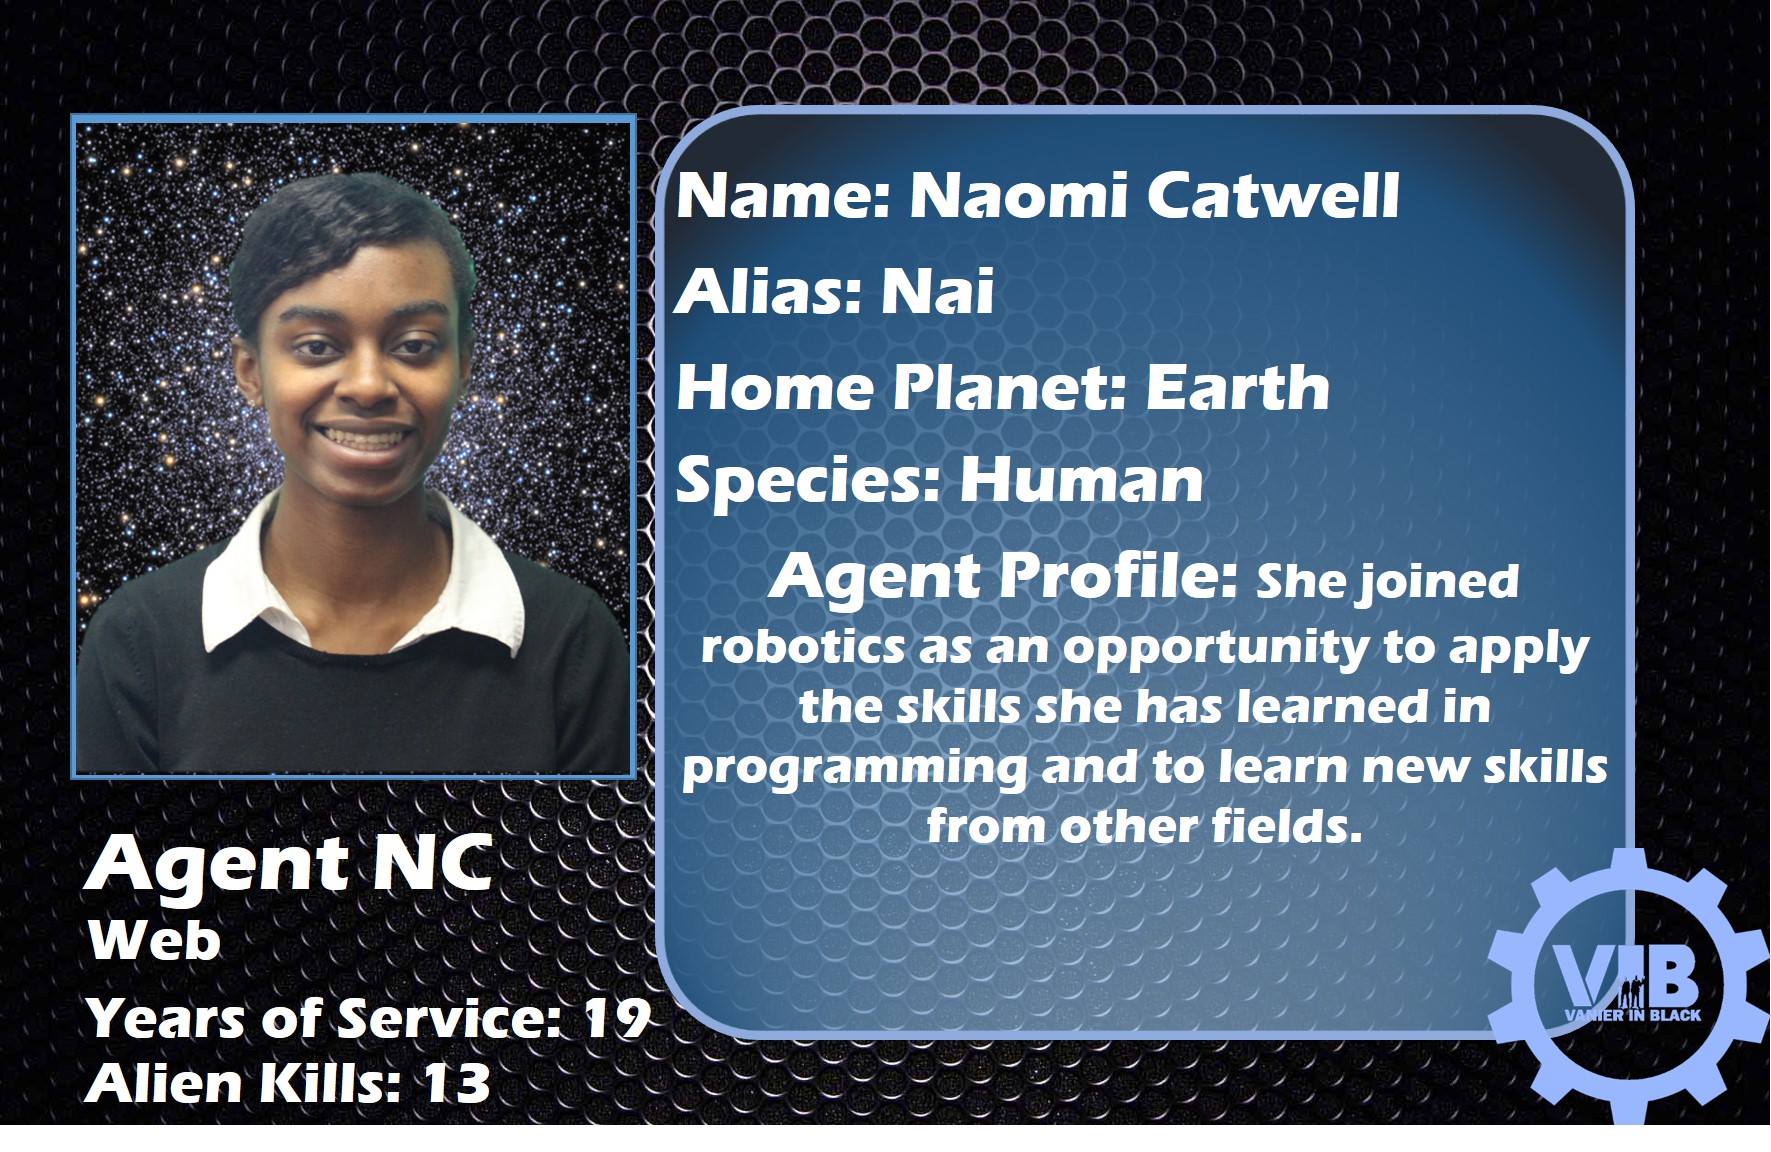 Name: Naomi Catwell
Alias: Nai
Home Planet: Earth
Species: Human
Agent Profile: She joined
robotics as an opportunity to apply
the skills she has learned in
programming and to learn new skills
from other fields.
Agent NC
Web
Years of Service: 19
Alien Kills: 13
VIB
VANIER IN BLACK